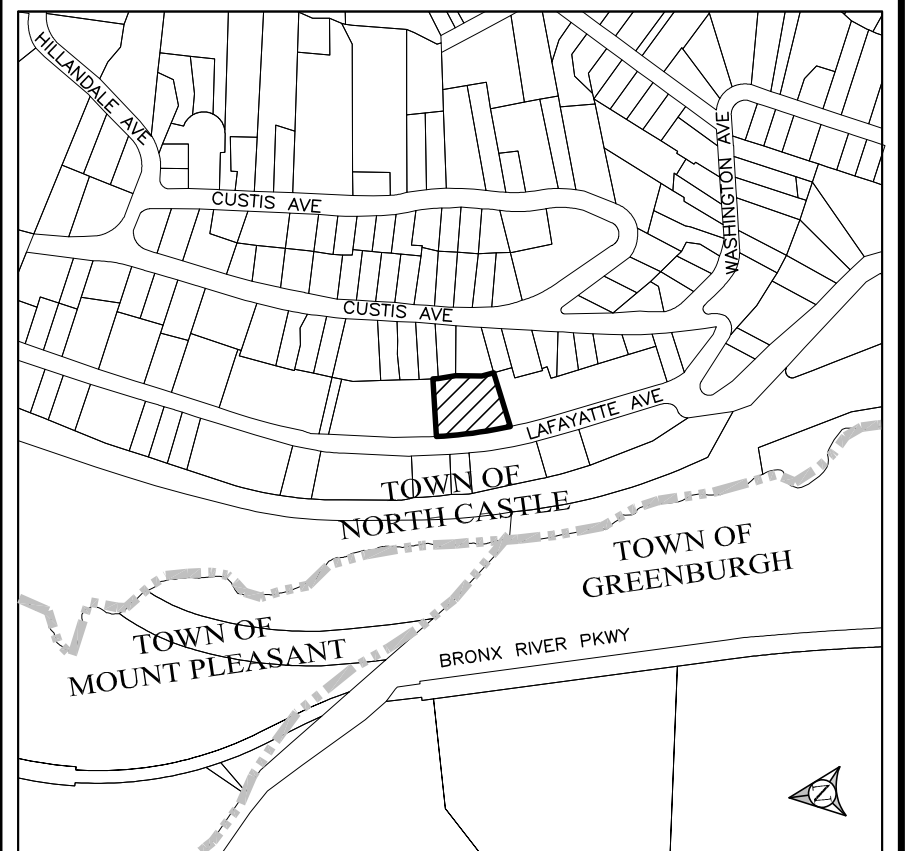 HILLANDALE AVE
CUSTIS AVE
WASHINGTON AVE
CUSTIS AVE
LAFAYATTE AVE
TOWN OF
NORTH CASTLE
TOWN OF
GREENBURGH
TOWN OF
MOUNT PLEASANT
BRONX RIVER PKWY
N